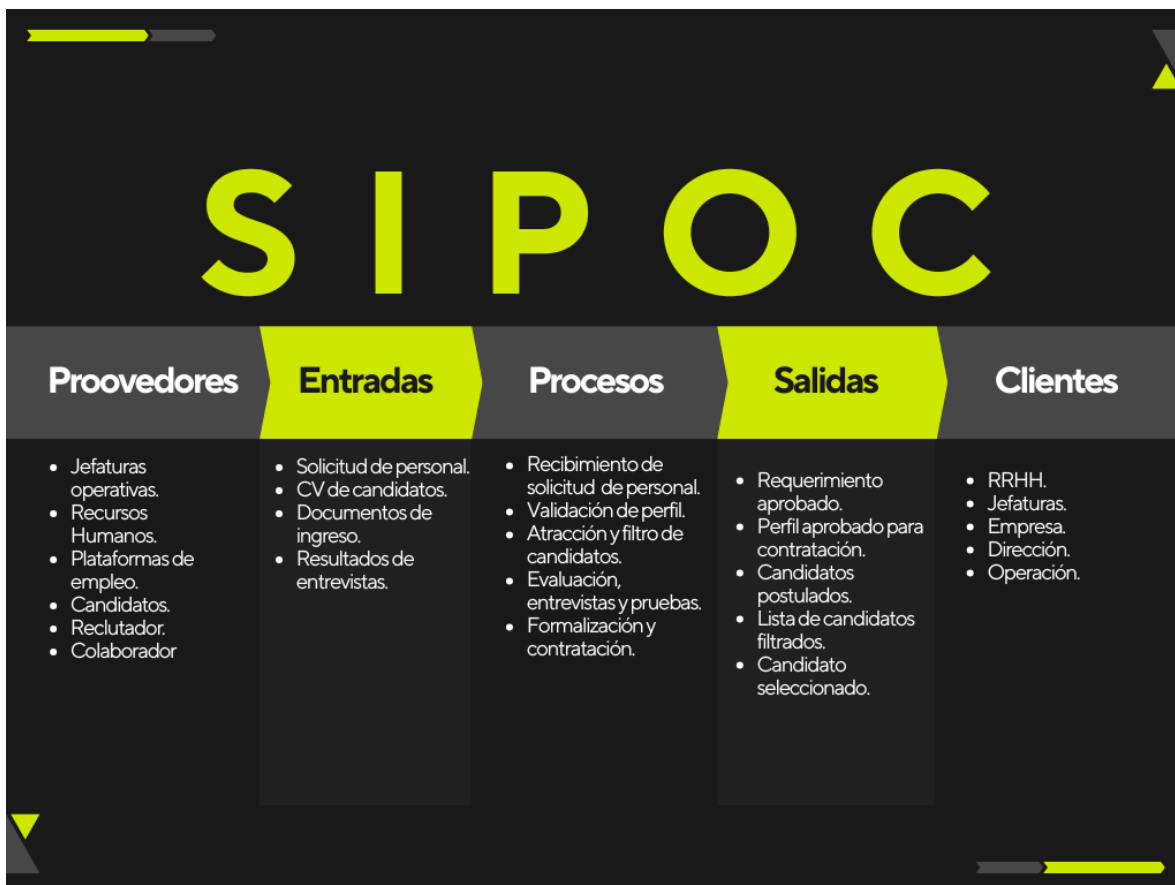 S I P O C
Proovedores
Entradas
Procesos
Salidas
Clientes
• Jefaturas
operativas.
• Recursos
Humanos.
• Plataformas de
empleo.
• Candidatos.
• Reclutador.
• Colaborador
• Solicitud de personal.
• CV de candidatos.
• Documentos de
ingreso.
• Resultados de
entrevistas.
• Recibimiento de
solicitud de personal.
• Validación de perfil.
• Atracción y filtro de
candidatos.
• Evaluación,
entrevistas y pruebas.
• Formalización y
contratación.
• Requerimiento
aprobado.
• Perfil aprobado para
contratación.
• Candidatos
postulados.
• Lista de candidatos
filtrados.
• Candidato
seleccionado.
• RRHH.
• Jefaturas.
• Empresa.
• Dirección.
• Operación.